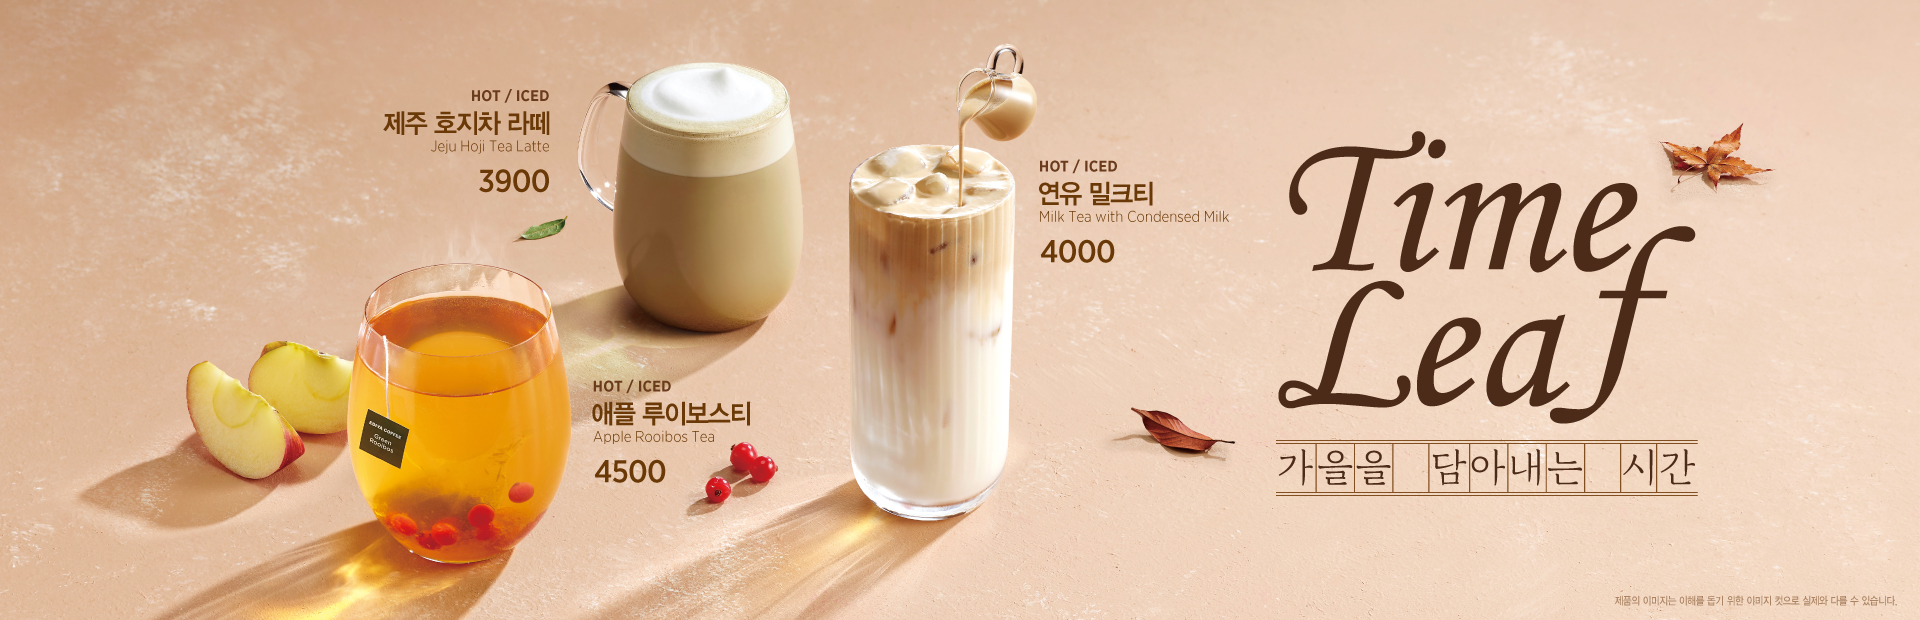 HOT / ICED
제주 호지차 라떼
Jeju Hoji Tea Latte
3900
HOT / ICED
연유 밀크티
Milk Tea with Condensed Milk
4000
HOT / ICED
애플 루이보스티
Apple Rooibos Tea
4500
EDIYA COFFEE
Green
Rooibos
Time
Leaf
가을을 담아내는 시간
제품의 이미지는 이해를 돕기 위한 이미지 컷으로 실제와 다를 수 있습니다.